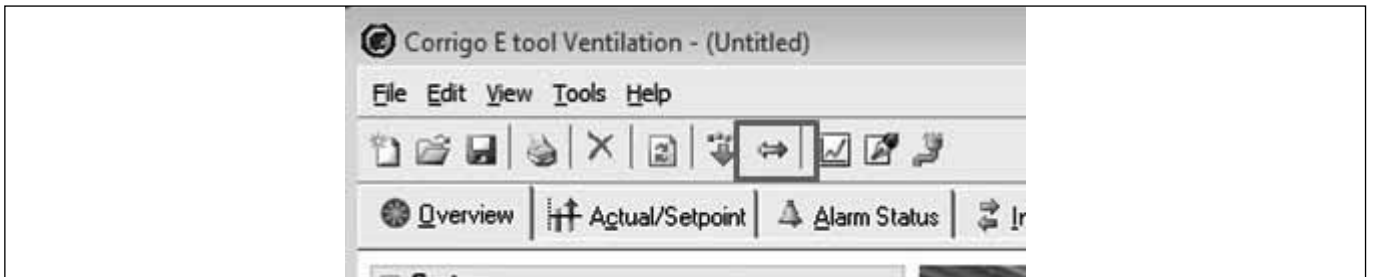 Corrigo E tool Ventilation - (Untitled)
File Edit View Tools Help
Overview Actual/Setpoint Alarm Status